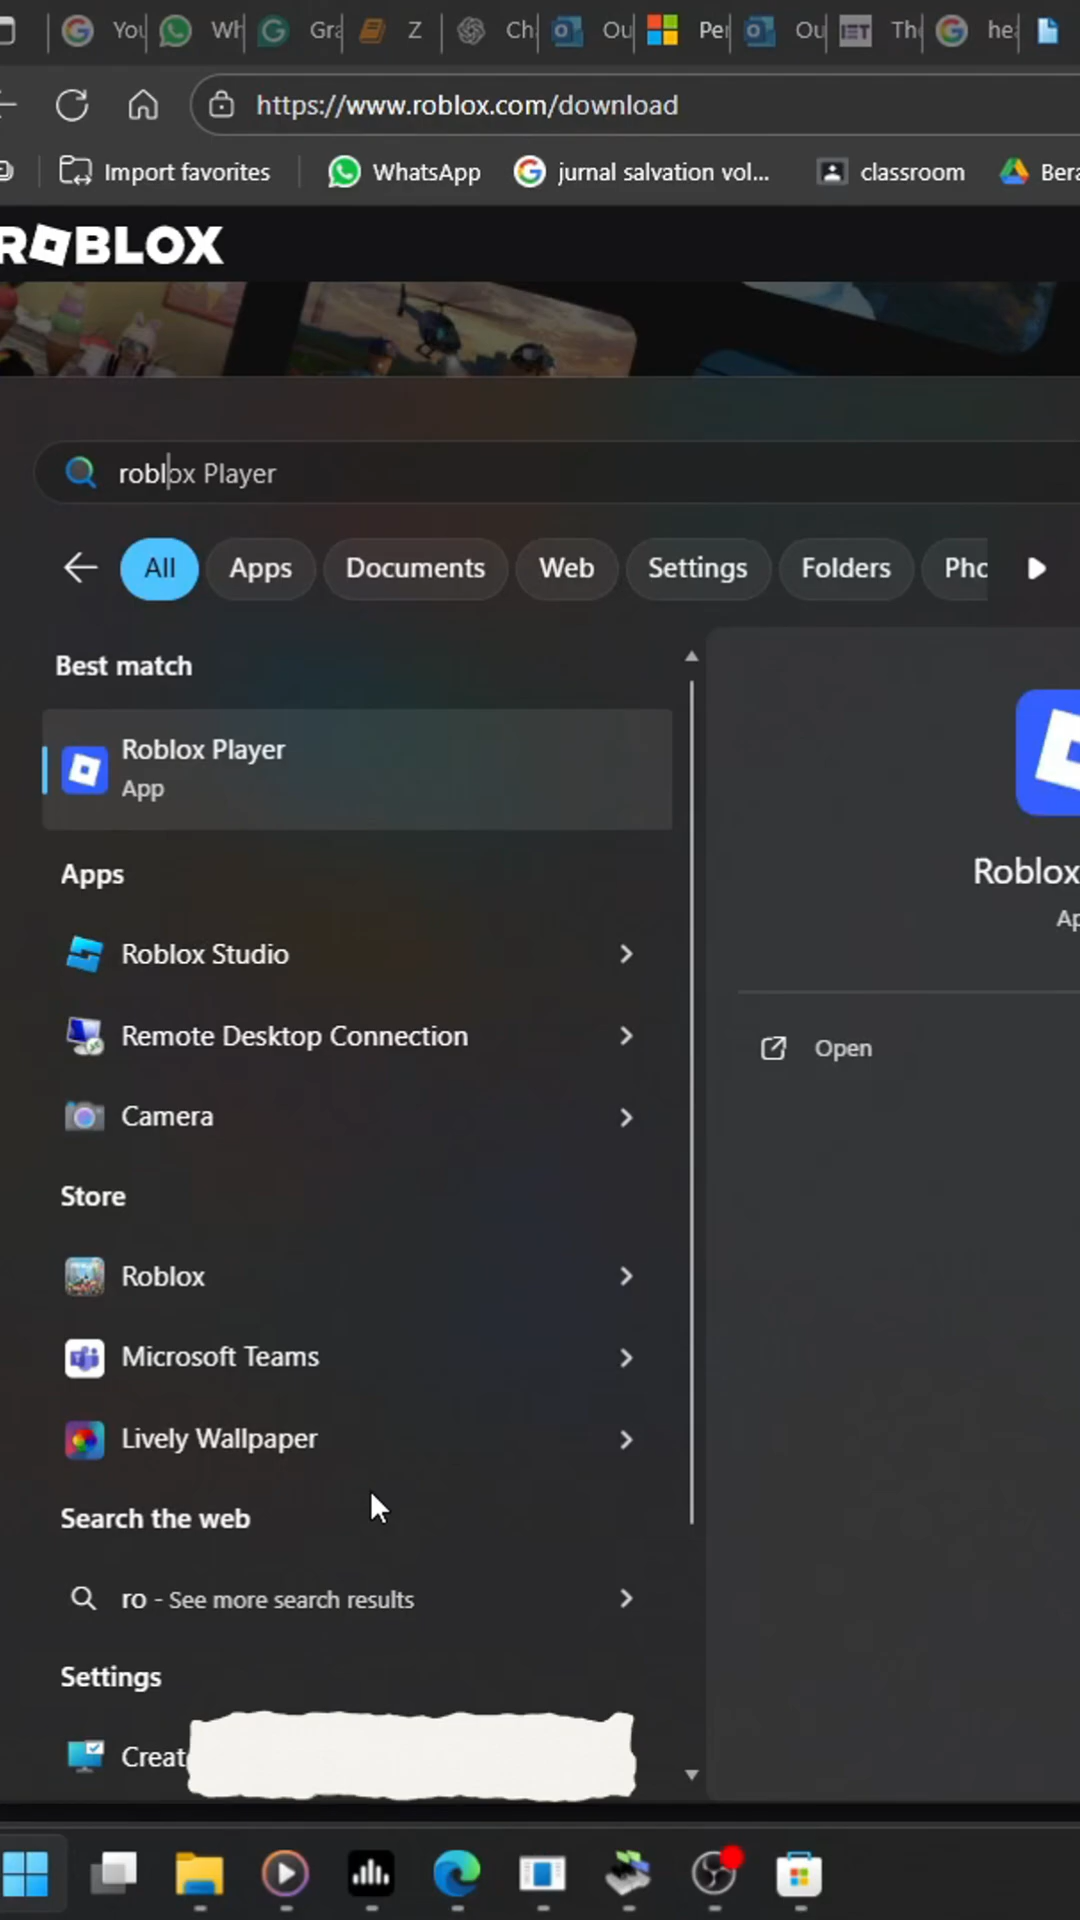 You
Wh
Gra
Z
Ch
Ou
Per
Ou
IET
Th
he
https://www.roblox.com/download
Import favorites
WhatsApp
jurnal salvation vol...
classroom
Bera
ROBLOX
roblox Player
All
Apps
Documents
Web
Settings
Folders
Pho
Best match
Roblox Player
App
Apps
Roblox Studio
Remote Desktop Connection
Camera
Store
Roblox
Microsoft Teams
Lively Wallpaper
Search the web
ro - See more search results
Settings
Creat
Roblox
Ap
Open